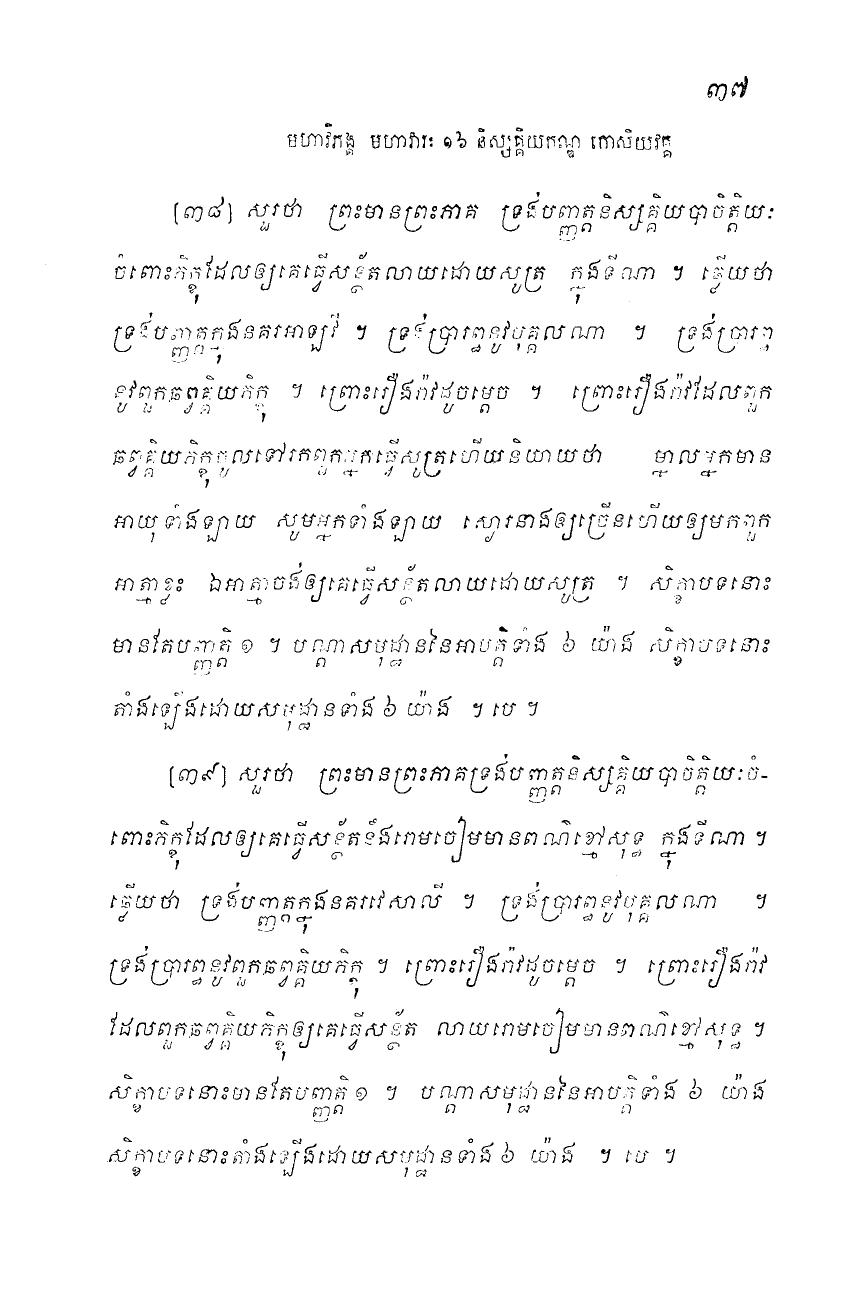 ៣៧
មហាវិភង្គ មហាវារៈ ១៦ និស្សគ្គិយកណ្ឌ កោសិយវគ្គ
[៣៨] សួរថា ព្រះមានព្រះភាគ ទ្រង់បញ្ញត្តនិស្សគ្គិយបាចិត្តិយៈ
ចំពោះភិក្ខុដែលឲ្យគេធ្វើសន្ថ័តលាយដោយសូត្រ ក្នុងទីណា ។ ឆ្លើយថា
ទ្រង់បញ្ញត្តក្នុងនគរអាឡវី ។ ទ្រង់ប្រារព្ធនូវបុគ្គលណា ។ ទ្រង់ប្រារព្ធ
នូវពួកឆព្វគ្គិយភិក្ខុ ។ ព្រោះរឿងរ៉ាវដូចម្តេច ។ ព្រោះរឿងរ៉ាវដែលពួក
ឆព្វគ្គិយភិក្ខុចូលទៅរកពួកអ្នកធ្វើសូត្រហើយនិយាយថា ម្នាលអ្នកមាន
អាយុទាំងឡាយ សូមអ្នកទាំងឡាយ ស្ងោរនាងឲ្យច្រើនហើយឲ្យមកពួក
អាត្មាខ្លះ ឯអាត្មាចង់ឲ្យគេធ្វើសន្ថ័តលាយដោយសូត្រ ។ សិក្ខាបទនោះ
មានតែបញ្ញត្តិ ១ ។ បណ្តាសមុដ្ឋាននៃអាបត្តិទាំង ៦ យ៉ាង សិក្ខាបទនោះ
តាំងឡើងដោយសមុដ្ឋានទាំង ៦ យ៉ាង ។ បេ ។
[៣៩] សួរថា ព្រះមានព្រះភាគទ្រង់បញ្ញត្តនិស្សគ្គិយបាចិត្តិយៈចំ-
ពោះភិក្ខុដែលឲ្យគេធ្វើសន្ថ័តនឹងរោមចៀមមានពណ៌ខ្មៅសុទ្ធ ក្នុងទីណា ។
ឆ្លើយថា ទ្រង់បញ្ញត្តក្នុងនគរវេសាលី ។ ទ្រង់ប្រារព្ធនូវបុគ្គលណា ។
ទ្រង់ប្រារព្ធនូវពួកឆព្វគ្គិយភិក្ខុ ។ ព្រោះរឿងរ៉ាវដូចម្តេច ។ ព្រោះរឿងរ៉ាវ
ដែលពួកឆព្វគ្គិយភិក្ខុឲ្យគេធ្វើសន្ថ័ត លាយរោមចៀមមានពណ៌ខ្មៅសុទ្ធ ។
សិក្ខាបទនោះមានតែបញ្ញត្តិ ១ ។ បណ្តាសមុដ្ឋាននៃអាបត្តិទាំង ៦ យ៉ាង
សិក្ខាបទនោះតាំងឡើងដោយសមុដ្ឋានទាំង ៦ យ៉ាង ។ បេ ។